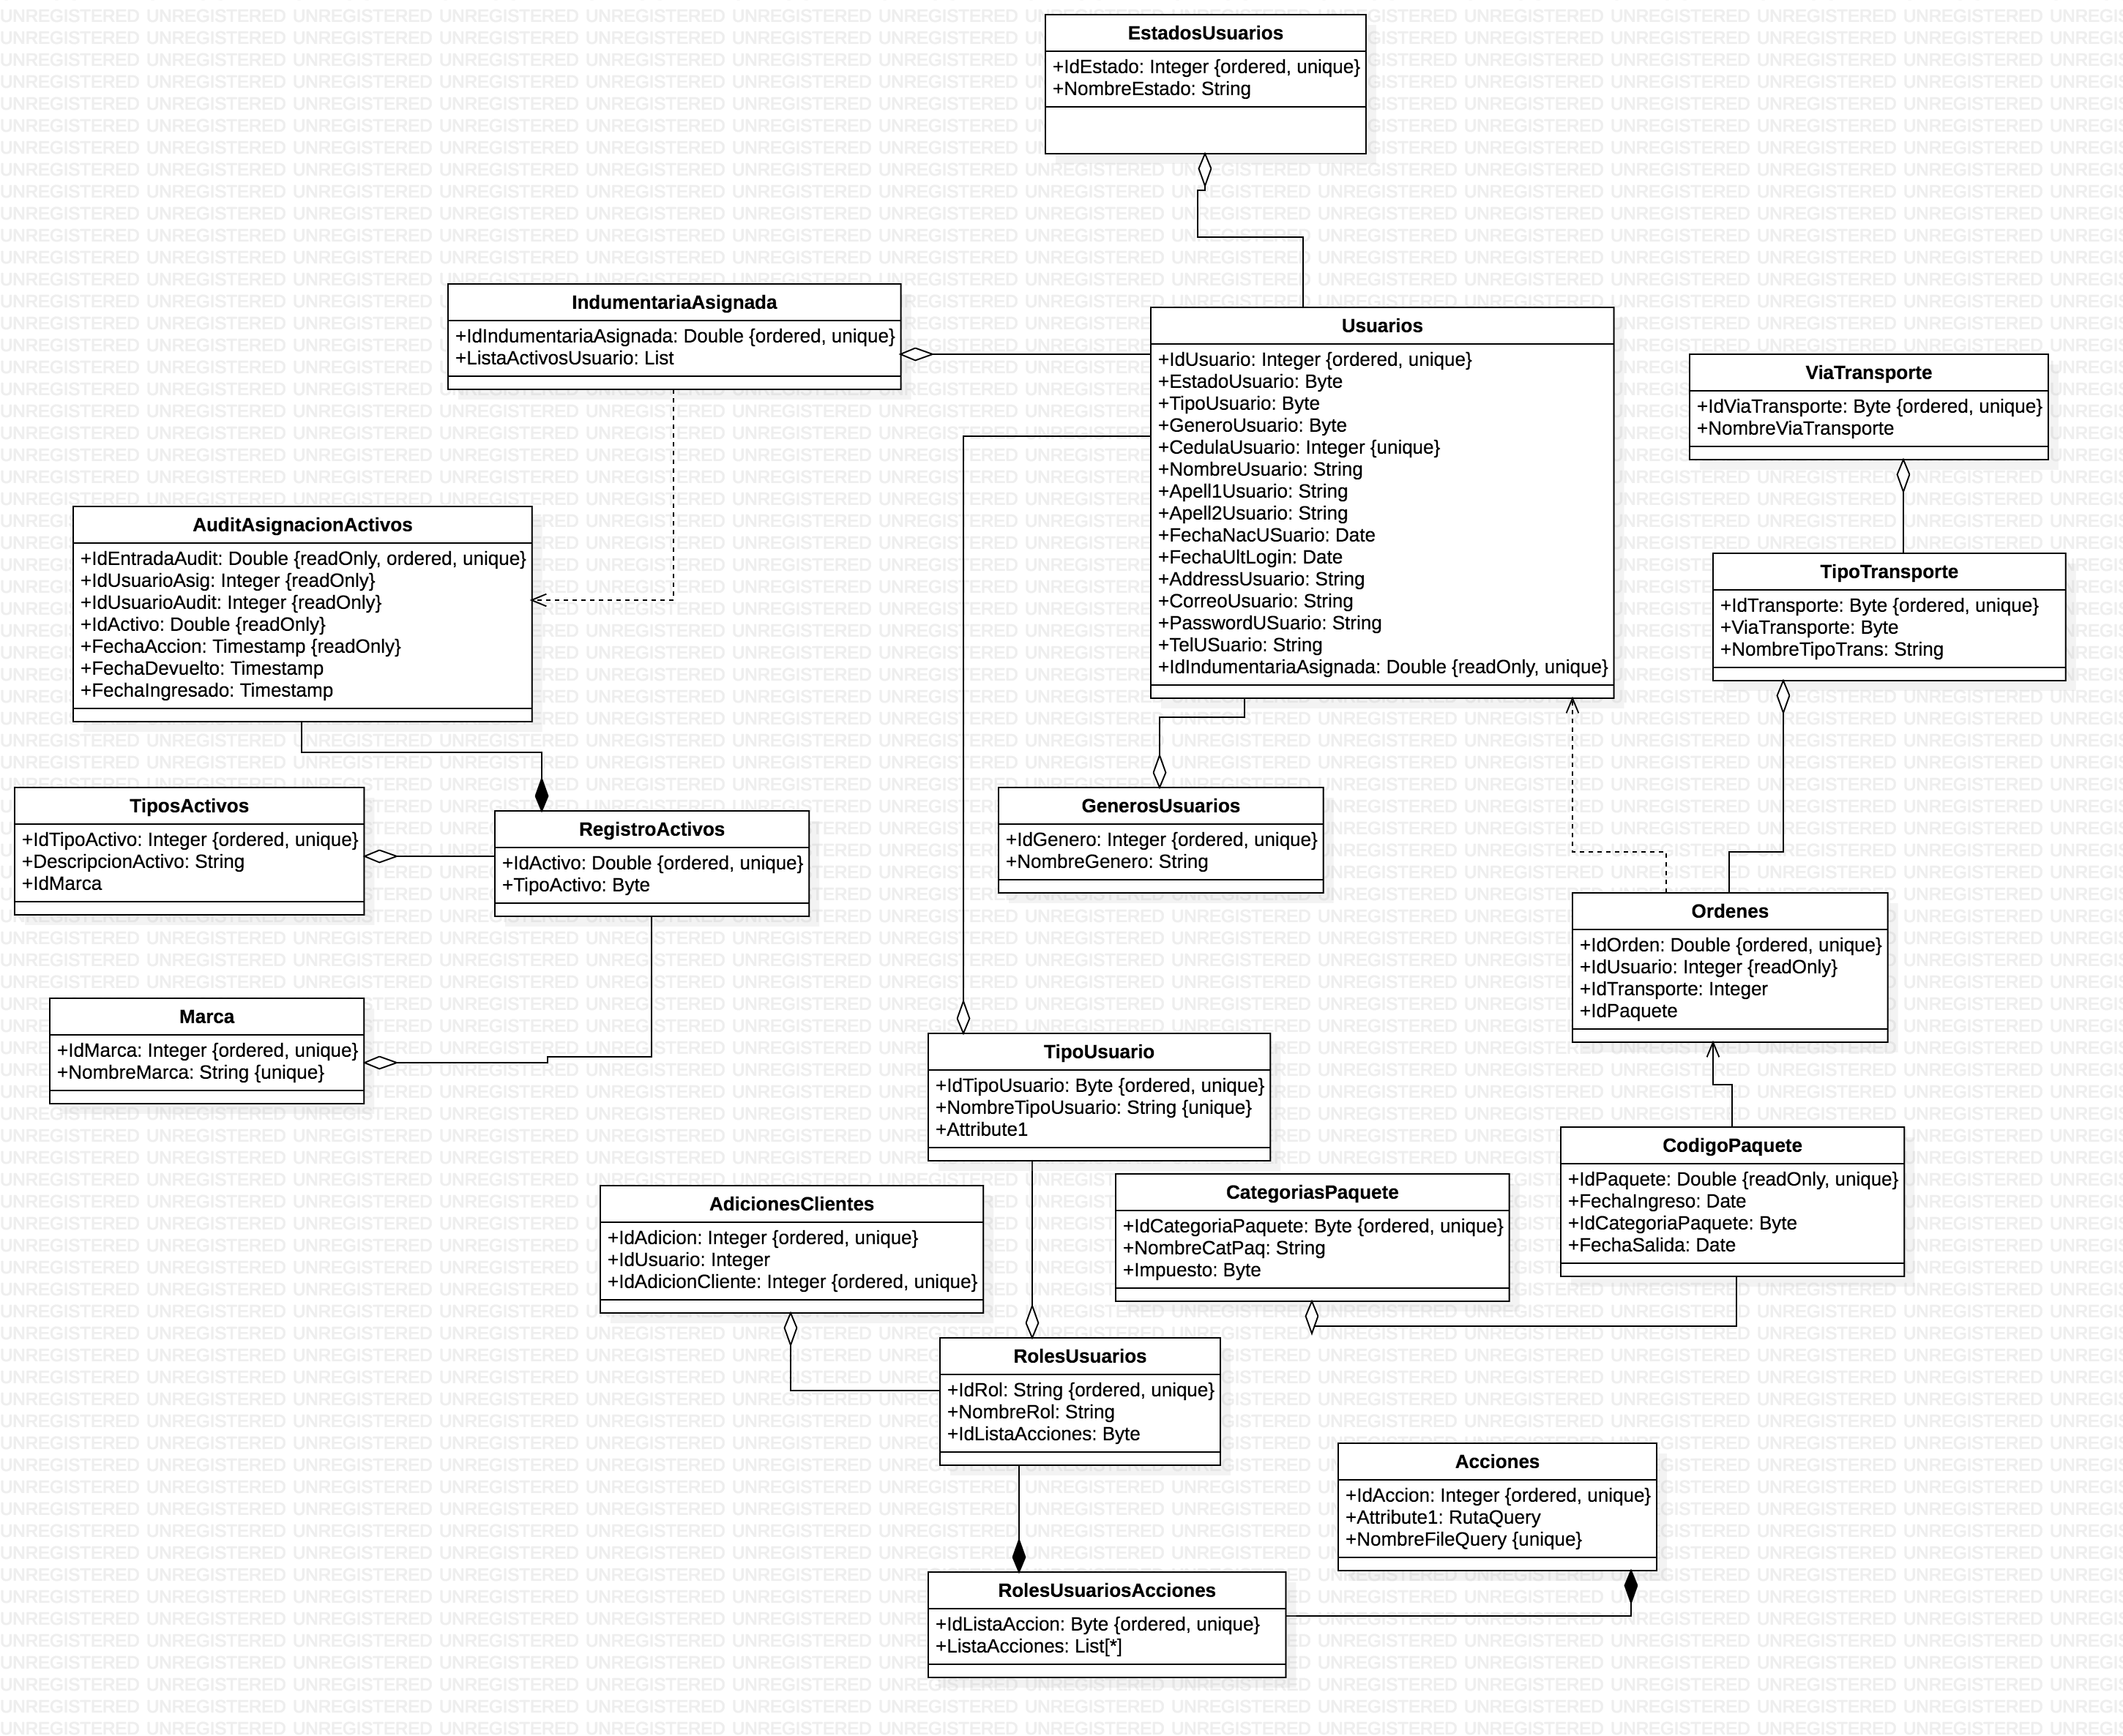 EstadosUsuarios
+IdEstado: Integer {ordered, unique}
+NombreEstado: String
IndumentariaAsignada
+IdIndumentariaAsignada: Double {ordered, unique}
+ListaActivosUsuario: List
Usuarios
+IdUsuario: Integer {ordered, unique}
+EstadoUsuario: Byte
+TipoUsuario: Byte
+GeneroUsuario: Byte
+CedulaUsuario: Integer {unique}
+NombreUsuario: String
+Apell1Usuario: String
+Apell2Usuario: String
+FechaNacUSuario: Date
+FechaUltLogin: Date
+AddressUsuario: String
+CorreoUsuario: String
+PasswordUSuario: String
+TelUSuario: String
+IdIndumentariaAsignada: Double {readOnly, unique}
ViaTransporte
+IdViaTransporte: Byte {ordered, unique}
+NombreViaTransporte
AuditAsignacionActivos
+IdEntradaAudit: Double {readOnly, ordered, unique}
+IdUsuarioAsig: Integer {readOnly}
+IdUsuarioAudit: Integer {readOnly}
+IdActivo: Double {readOnly}
+FechaAccion: Timestamp {readOnly}
+FechaDevuelto: Timestamp
+FechaIngresado: Timestamp
TipoTransporte
+IdTransporte: Byte {ordered, unique}
+ViaTransporte: Byte
+NombreTipoTrans: String
TiposActivos
+IdTipoActivo: Integer {ordered, unique}
+DescripcionActivo: String
+IdMarca
RegistroActivos
+IdActivo: Double {ordered, unique}
+TipoActivo: Byte
GenerosUsuarios
+IdGenero: Integer {ordered, unique}
+NombreGenero: String
Ordenes
+IdOrden: Double {ordered, unique}
+IdUsuario: Integer {readOnly}
+IdTransporte: Integer
+IdPaquete
Marca
+IdMarca: Integer {ordered, unique}
+NombreMarca: String {unique}
TipoUsuario
+IdTipoUsuario: Byte {ordered, unique}
+NombreTipoUsuario: String {unique}
+Attribute1
CodigoPaquete
+IdPaquete: Double {readOnly, unique}
+FechaIngreso: Date
+IdCategoriaPaquete: Byte
+FechaSalida: Date
AdicionesClientes
+IdAdicion: Integer {ordered, unique}
+IdUsuario: Integer
+IdAdicionCliente: Integer {ordered, unique}
CategoriasPaquete
+IdCategoriaPaquete: Byte {ordered, unique}
+NombreCatPaq: String
+Impuesto: Byte
RolesUsuarios
+IdRol: String {ordered, unique}
+NombreRol: String
+IdListaAcciones: Byte
Acciones
+IdAccion: Integer {ordered, unique}
+Attribute1: RutaQuery
+NombreFileQuery {unique}
RolesUsuariosAcciones
+IdListaAccion: Byte {ordered, unique}
+ListaAcciones: List[*]
UNREGISTERED